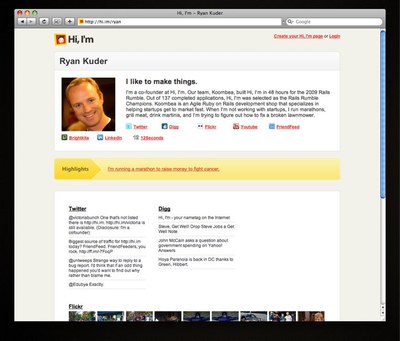 Hi, I'm – Ryan Kuder
http://hi.im/ryan
Google
Hi, I'm
Create your Hi, I'm page or Login
Ryan Kuder
I like to make things.
I'm a co-founder at Hi, I'm. Our team, Koombea, built Hi, I'm in 48 hours for the 2008 Rails
Rumble. Out of 137 completed applications, Hi, I'm was selected as the Rails Rumble
Champions. Koombea is an Agile Ruby on Rails development shop that specializes in
helping startups get to market fast. When I'm not working with startups, I run marathons,
grill meat, drink martinis, and I'm trying to figure out how to fix a broken lawnmower.
Twitter
Digg
Flickr
Youtube
FriendFeed
Brightkite
LinkedIn
12Seconds
Highlights
I'm running a marathon to raise money to fight cancer.
Twitter
@victoriaburich One that's not listed
there is http://hi.im. http://hi.im/victoria is
still available. (Disclosure: I'm a
cofounder)
Biggest source of traffic for http://hi.im
today? FriendFeed. FriendFeeders, you
rock.
Strange way to reply to a
bug report. I'd think that if an odd thing
happened you'd want to find out why
rather than blame me.
Exactly.
Digg
Hi, I'm - your nametag on the Internet
Steve, Get Well! Drop Steve Jobs a Get
Well Note
John McCain asks a question about
government spending on Yahoo!
Answers
Hoya Paranoia is back in DC thanks to
Green, Hibbert.
Flickr